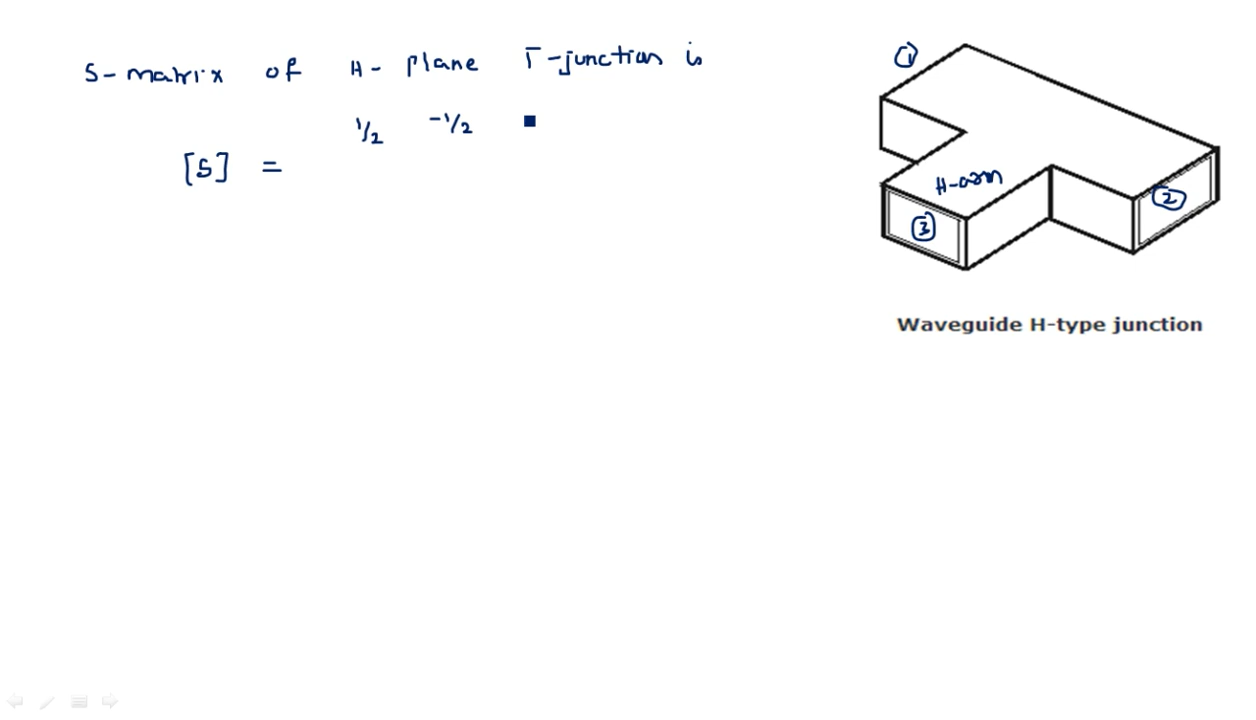 S-matrix of H-plane T-junction is
1/2 -1/2
[S] =
①
H-arm
②
③
Waveguide H-type junction